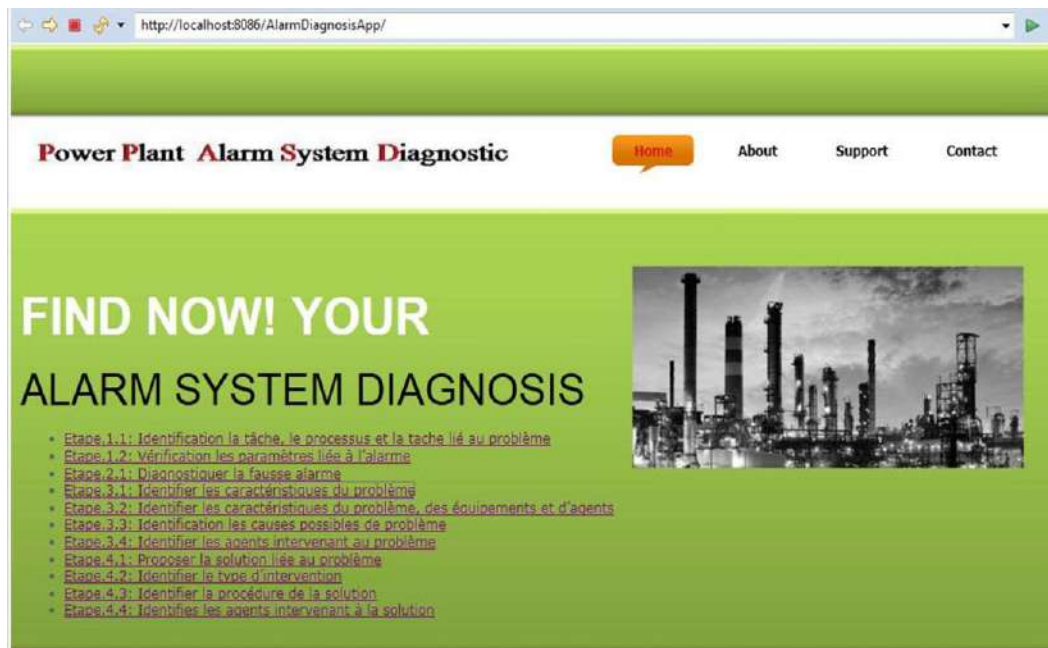 http://localhost:8086/AlarmDiagnosisApp/
Power Plant Alarm System Diagnostic
Home About Support Contact
FIND NOW! YOUR
ALARM SYSTEM DIAGNOSIS
Etape.1.1: Identification la tâche, le processus et la tache lié au problème
Etape.1.2: Vérification les paramètres liée à l'alarme
Etape.2.1: Diagnostiquer la fausse alarme
Etape.3.1: Identifier les caractéristiques du problème
Etape.3.2: Identifier les caractéristiques du problème, des équipements et d'agents
Etape.3.3: Identification les causes possibles de problème
Etape.3.4: Identifier les agents intervenant au problème
Etape.4.1: Proposer la solution liée au problème
Etape.4.2: Identifier le type d'intervention
Etape.4.3: Identifier la procédure de la solution
Etape.4.4: Identifies les agents intervenant à la solution